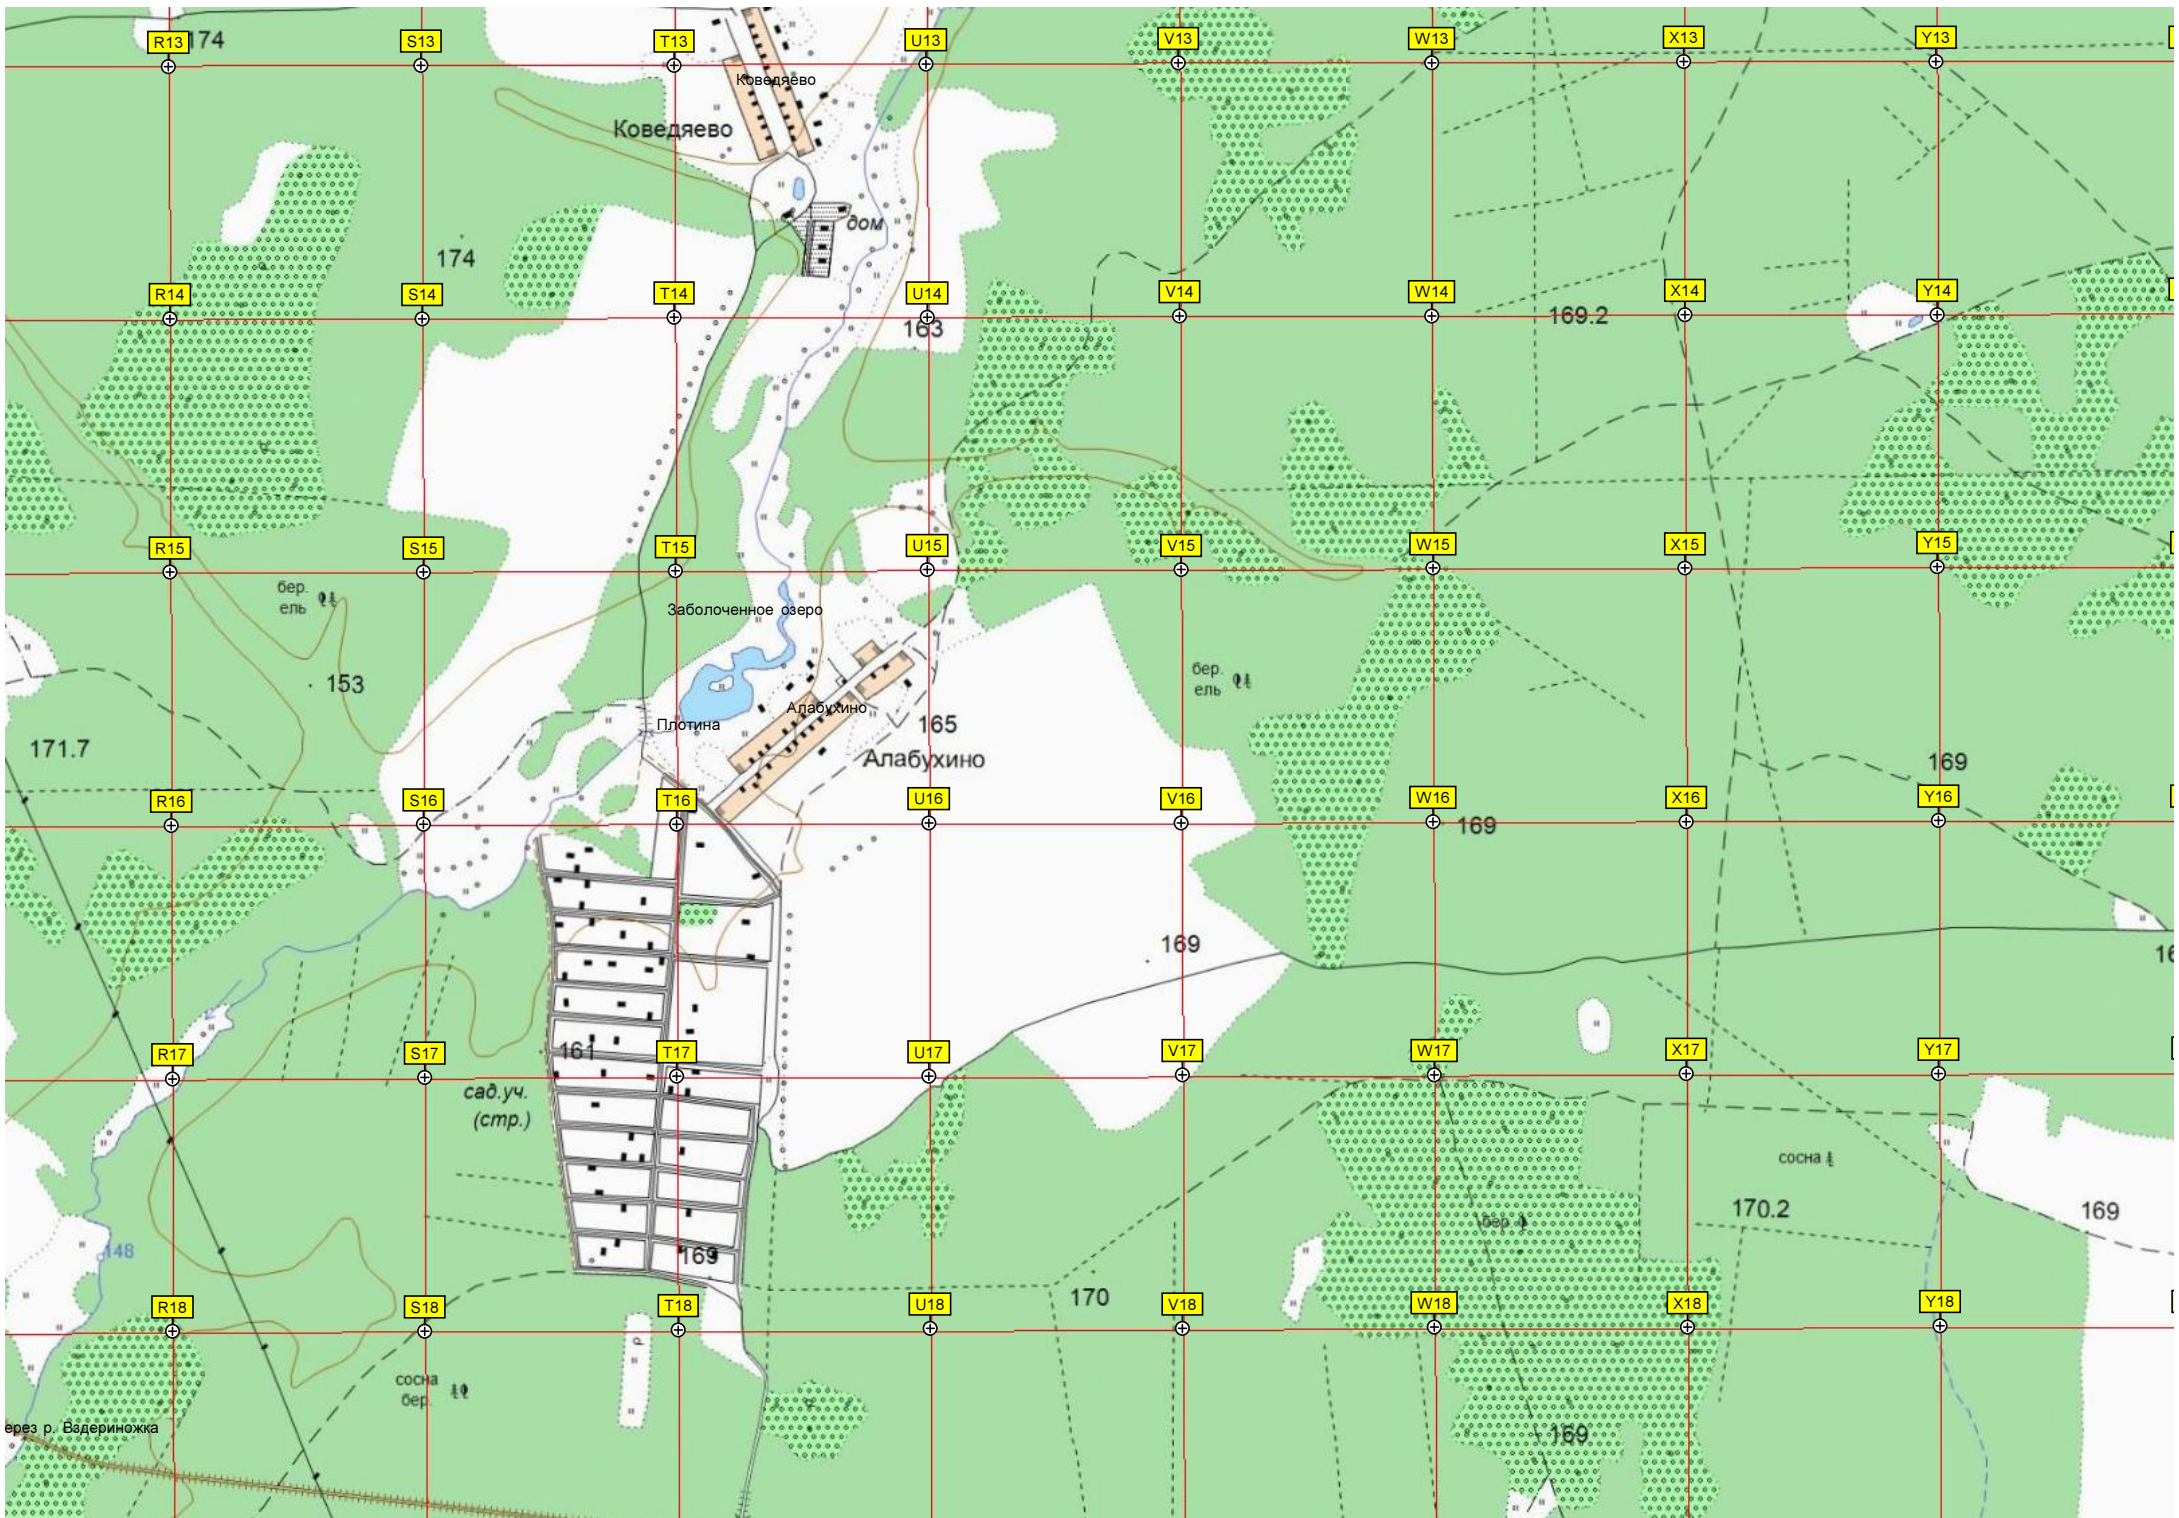 R13 174
S13
T13
U13
V13
W13
X13
Y13
Коведяево
Коведяево
дом
174
R14
S14
T14
U14
V14
W14
X14
Y14
163
169.2
R15
S15
T15
U15
V15
W15
X15
Y15
бер.
ель
Заболоченное озеро
153
бер.
ель
Алабухино
Плотина
165
171.7
Алабухино
169
R16
S16
T16
U16
V16
W16
X16
Y16
169
169
16
R17
S17
161
T17
U17
V17
W17
X17
Y17
сад.уч.
(стр.)
сосна
170.2
169
бер.
148
169
170
169
R18
S18
T18
U18
V18
W18
X18
Y18
сосна
бер.
ерез р. Вздериножка